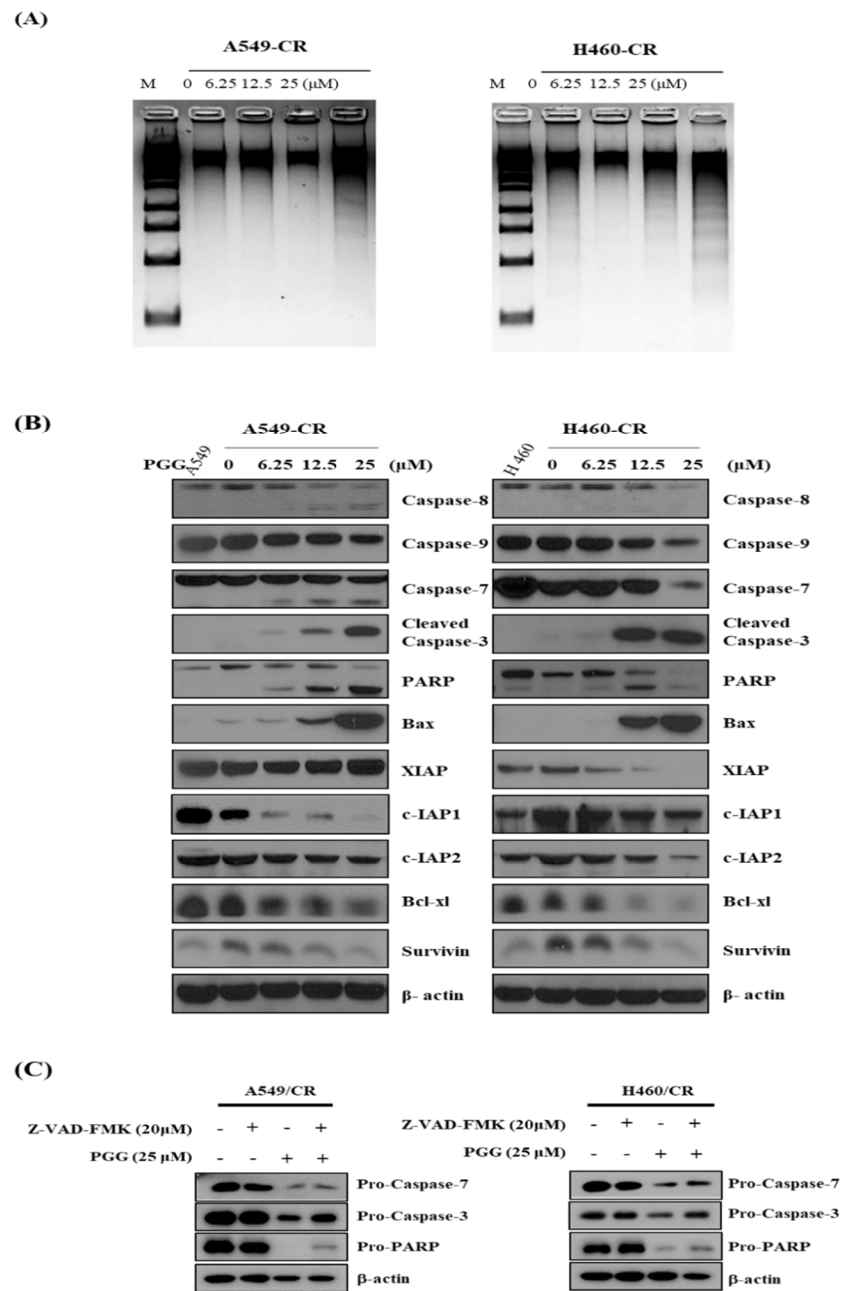 (A)
A549-CR
M 0 6.25 12.5 25 (μM)
H460-CR
M 0 6.25 12.5 25 (μM)
(B)
A549-CR
PGG A549 0 6.25 12.5 25 (μM)
Caspase-8
Caspase-9
Caspase-7
Cleaved
Caspase-3
PARP
Bax
XIAP
c-IAP1
c-IAP2
Bcl-xl
Survivin
β- actin
H460-CR
H 460 0 6.25 12.5 25 (μM)
Caspase-8
Caspase-9
Caspase-7
Cleaved
Caspase-3
PARP
Bax
XIAP
c-IAP1
c-IAP2
Bcl-xl
Survivin
β- actin
(C)
A549/CR
Z-VAD-FMK (20μM) - + - +
PGG (25 μM) - - + +
Pro-Caspase-7
Pro-Caspase-3
Pro-PARP
β-actin
H460/CR
Z-VAD-FMK (20μM) - + - +
PGG (25 μM) - - + +
Pro-Caspase-7
Pro-Caspase-3
Pro-PARP
β-actin